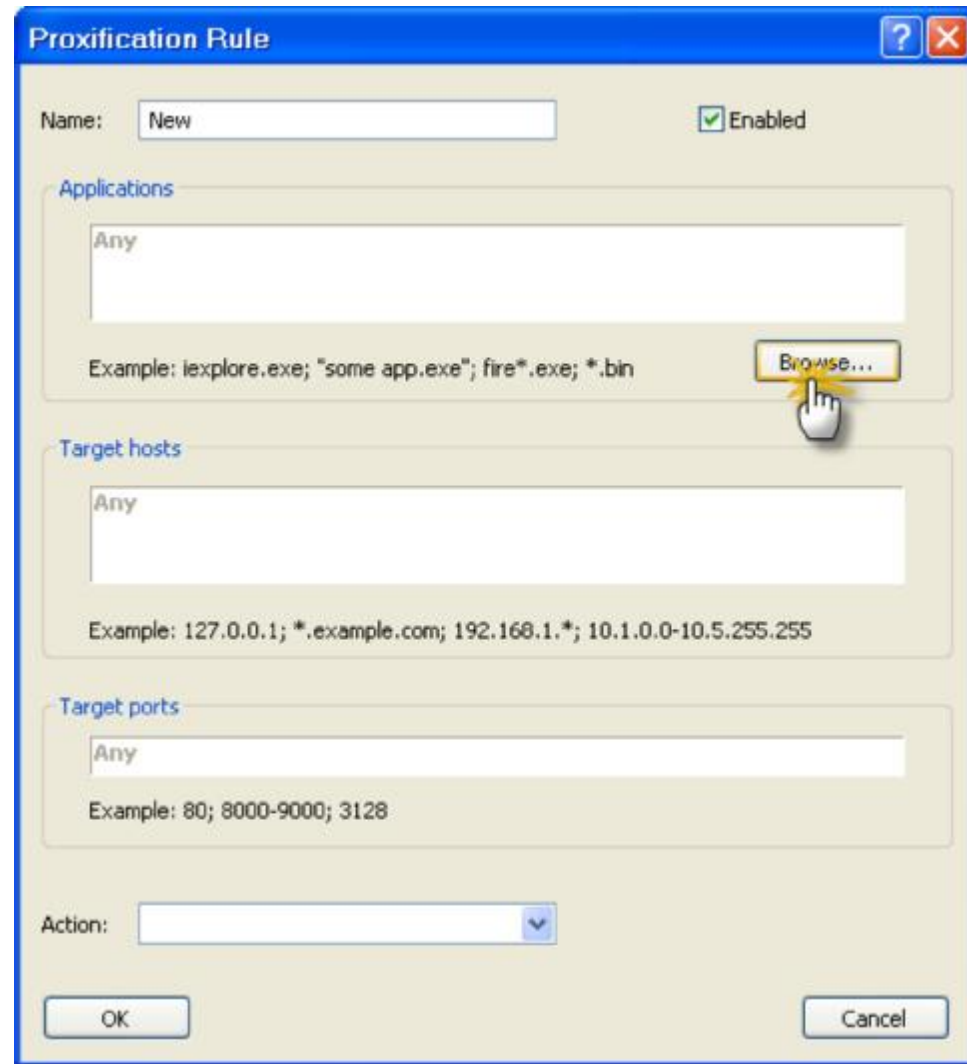 Proxification Rule
Name: New Enabled
Applications
Any
Example: iexplore.exe; "some app.exe"; fire*.exe; *.bin Browse...
Target hosts
Any
Example: 127.0.0.1; *.example.com; 192.168.1.*; 10.1.0.0-10.5.255.255
Target ports
Any
Example: 80; 8000-9000; 3128
Action:
OK Cancel